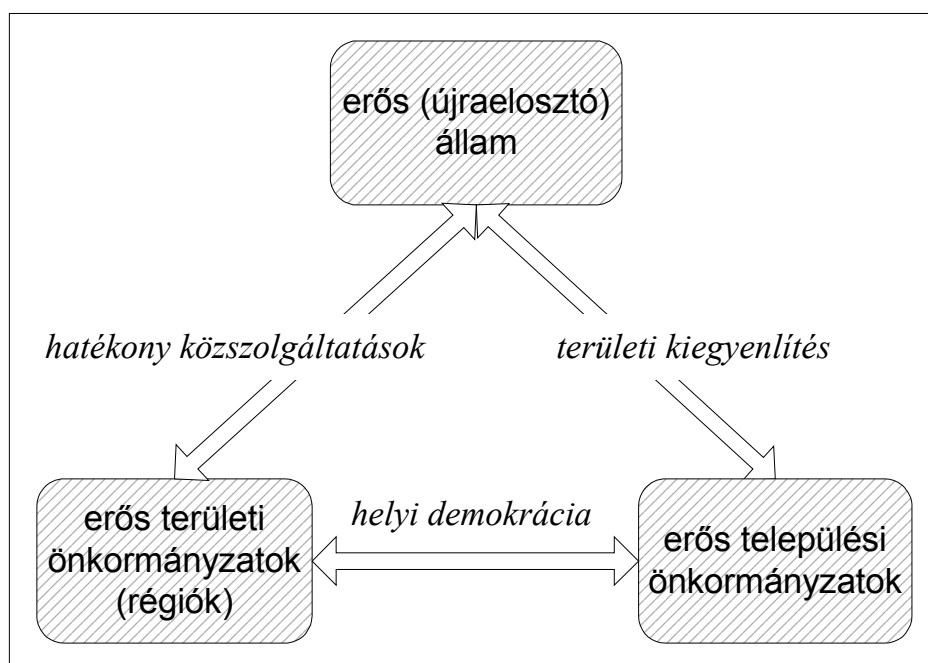 erős (újraelosztó)
állam
hatékony közszolgáltatások
területi kiegyenlítés
erős területi
önkormányzatok
(régiók)
helyi demokrácia
erős települési
önkormányzatok